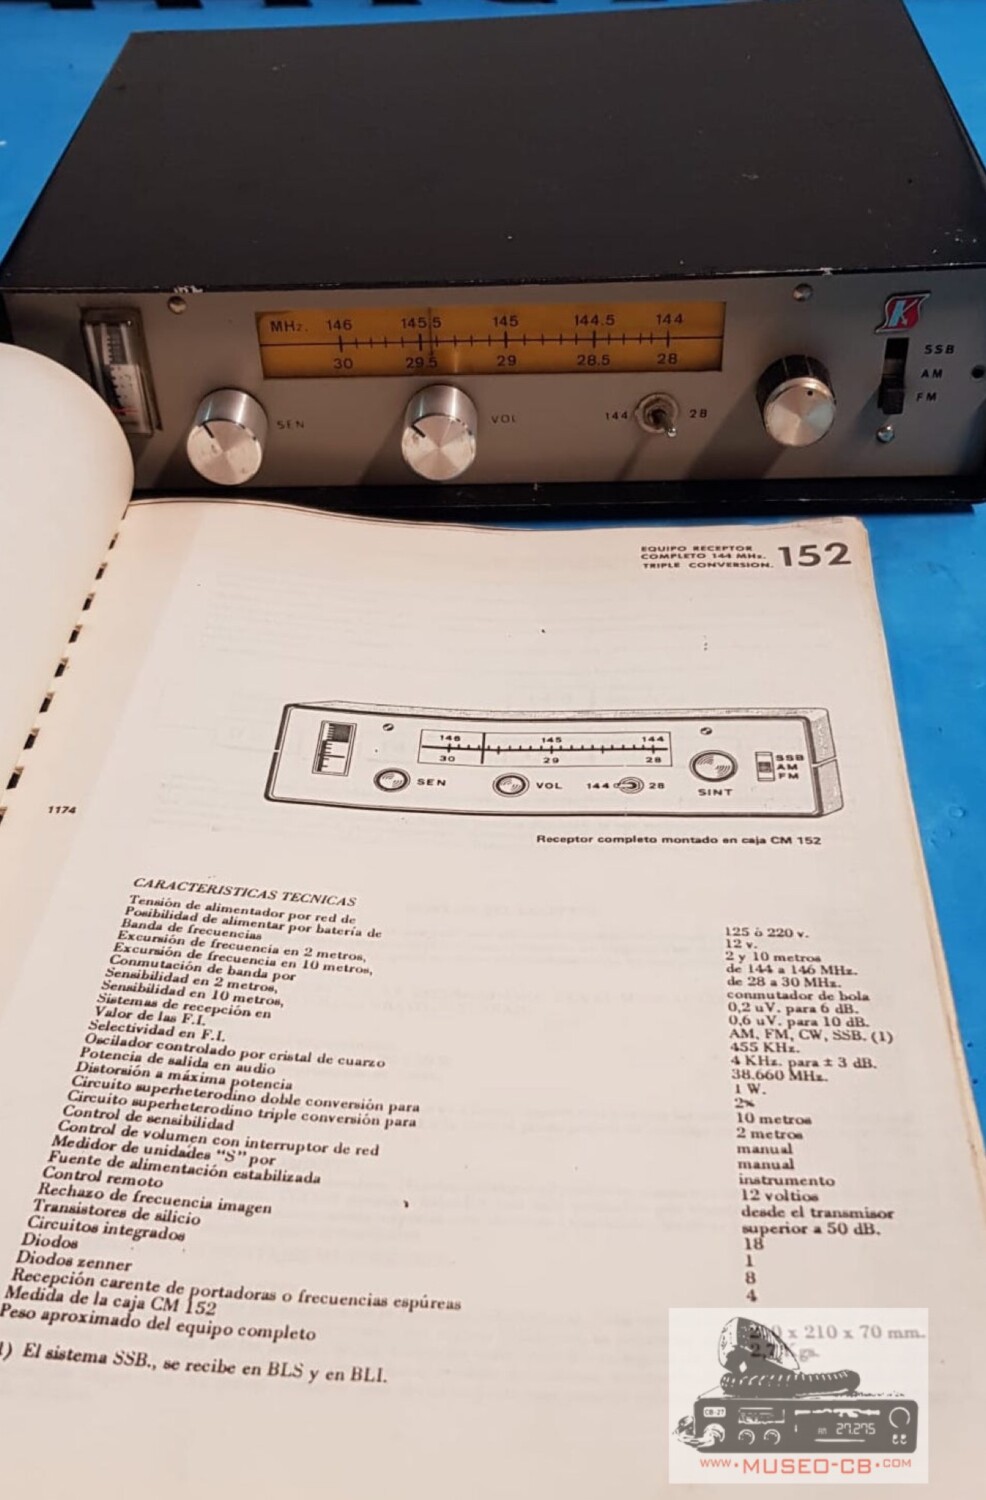 MHz. 146 145.5 145 144.5 144
30 29.5 29 28.5 28
K
SSB
AM
FM
SEN
VOL
144 28
EQUIPO RECEPTOR
COMPLETO 144 MHz.
TRIPLE CONVERSION.
152
146 145 144
30 29 28
SEN
VOL
144 28
SINT
SSB
AM
FM
1174
Receptor completo montado en caja CM 152
CARACTERISTICAS TECNICAS
Tensión de alimentador por red de 125 ò 220 v.
Posibilidad de alimentar por batería de 12 v.
Banda de frecuencias 2 y 10 metros
Excursión de frecuencia en 2 metros, de 144 a 146 MHz.
Excursión de frecuencia en 10 metros, de 28 a 30 MHz.
Conmutación de banda por conmutador de bola
Sensibilidad en 2 metros, 0,2 uV. para 6 dB.
Sensibilidad en 10 metros, 0,6 uV. para 10 dB.
Sistemas de recepción en AM, FM, CW, SSB. (1)
Valor de las F.I. 455 KHz.
Selectividad en F.I. 4 KHz. para ± 3 dB.
Oscilador controlado por cristal de cuarzo 38.660 MHz.
Potencia de salida en audio 1 W.
Distorsión a máxima potencia 2%
Circuito superheterodino doble conversión para 10 metros
Circuito superheterodino triple conversión para 2 metros
Control de sensibilidad manual
Control de volumen con interruptor de red manual
Medidor de unidades "S" por instrumento
Fuente de alimentación estabilizada 12 voltios
Control remoto desde el transmisor
Rechazo de frecuencia imagen superior a 50 dB.
Transistores de silicio 18
Circuitos integrados 1
Diodos 8
Diodos zenner 4
Recepción carente de portadoras o frecuencias espúreas
Medida de la caja CM 152 x 210 x 70 mm.
Peso aproximado del equipo completo
1) El sistema SSB., se recibe en BLS y en BLI.
CB-27
27.275
www.MUSEO-CB.COM